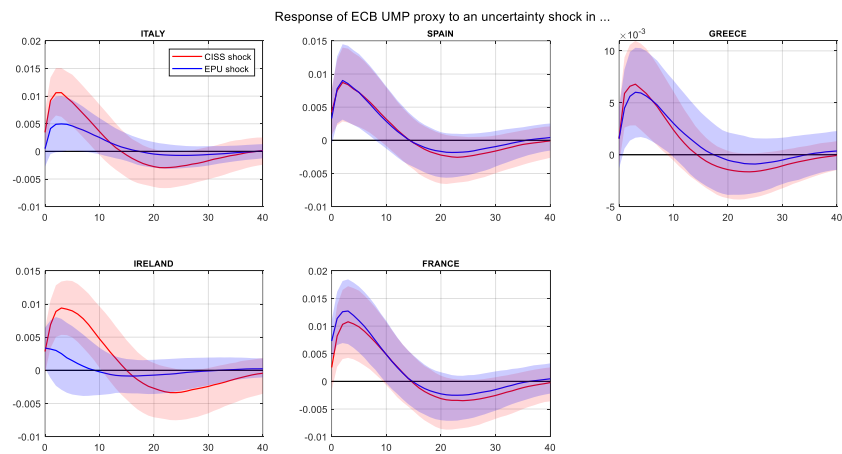 Response of ECB UMP proxy to an uncertainty shock in ...
ITALY
0.02
0.015
0.01
0.005
0
-0.005
-0.01
0 10 20 30 40
CISS shock
EPU shock
SPAIN
0.015
0.01
0.005
0
-0.005
-0.01
0 10 20 30 40
GREECE
×10⁻³
10
5
0
-5
0 10 20 30 40
IRELAND
0.015
0.01
0.005
0
-0.005
-0.01
0 10 20 30 40
FRANCE
0.02
0.015
0.01
0.005
0
-0.005
-0.01
0 10 20 30 40